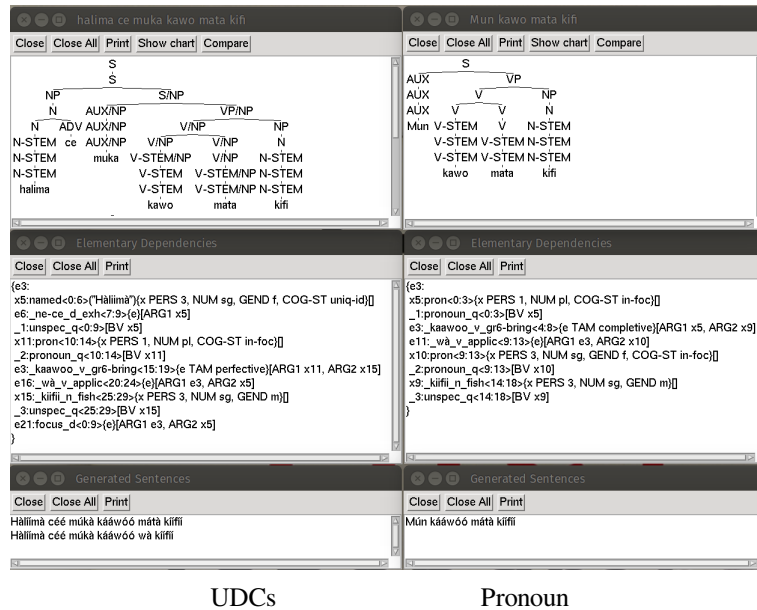 halima ce muka kawo mata kifi
Close Close All Print Show chart Compare
S
S
NP S/NP
N AUX/NP VP/NP
N ADV AUX/NP V/NP NP
N-STEM ce AUX/NP V/NP V/NP N
N-STEM muka V-STEM/NP V/NP N-STEM
N-STEM V-STEM V-STEM/NP N-STEM
halima V-STEM V-STEM/NP N-STEM
kawo mata kifi
Mun kawo mata kifi
Close Close All Print Show chart Compare
S
AUX VP
AUX V NP
AUX V V N
Mun V-STEM V N-STEM
V-STEM V-STEM N-STEM
V-STEM V-STEM N-STEM
kawo mata kifi
Elementary Dependencies
Close Close All Print
{e3:
x5:named<0:6>("Hàliimà"){x PERS 3, NUM sg, GEND f, COG-ST uniq-id}[]
e6:_ne-ce_d_exh<7:9>{e}[ARG1 x5]
_1:unspec_q<0:9>[BV x5]
x11:pron<10:14>{x PERS 1, NUM pl, COG-ST in-foc}[]
_2:pronoun_q<10:14>[BV x11]
e3:_kaawoo_v_gr6-bring<15:19>{e TAM perfective}[ARG1 x11, ARG2 x15]
e16:_wà_v_applic<20:24>{e}[ARG1 e3, ARG2 x5]
x15:_kiifii_n_fish<25:29>{x PERS 3, NUM sg, GEND m}[]
_3:unspec_q<25:29>[BV x15]
e21:focus_d<0:9>{e}[ARG1 e3, ARG2 x5]
}
Elementary Dependencies
Close Close All Print
{e3:
x5:pron<0:3>{x PERS 1, NUM pl, COG-ST in-foc}[]
_1:pronoun_q<0:3>[BV x5]
e3:_kaawoo_v_gr6-bring<4:8>{e TAM completive}[ARG1 x5, ARG2 x9]
e11:_wà_v_applic<9:13>{e}[ARG1 e3, ARG2 x10]
x10:pron<9:13>{x PERS 3, NUM sg, GEND f, COG-ST in-foc}[]
_2:pronoun_q<9:13>[BV x10]
x9:_kiifii_n_fish<14:18>{x PERS 3, NUM sg, GEND m}[]
_3:unspec_q<14:18>[BV x9]
}
Generated Sentences
Close Close All Print
Hàlíímà céé múkà kááwóó mátà kíífíí
Hàlíímà céé múkà kááwóó wà kíífíí
Generated Sentences
Close Close All Print
Mún kááwóó mátà kíífíí
UDCs Pronoun